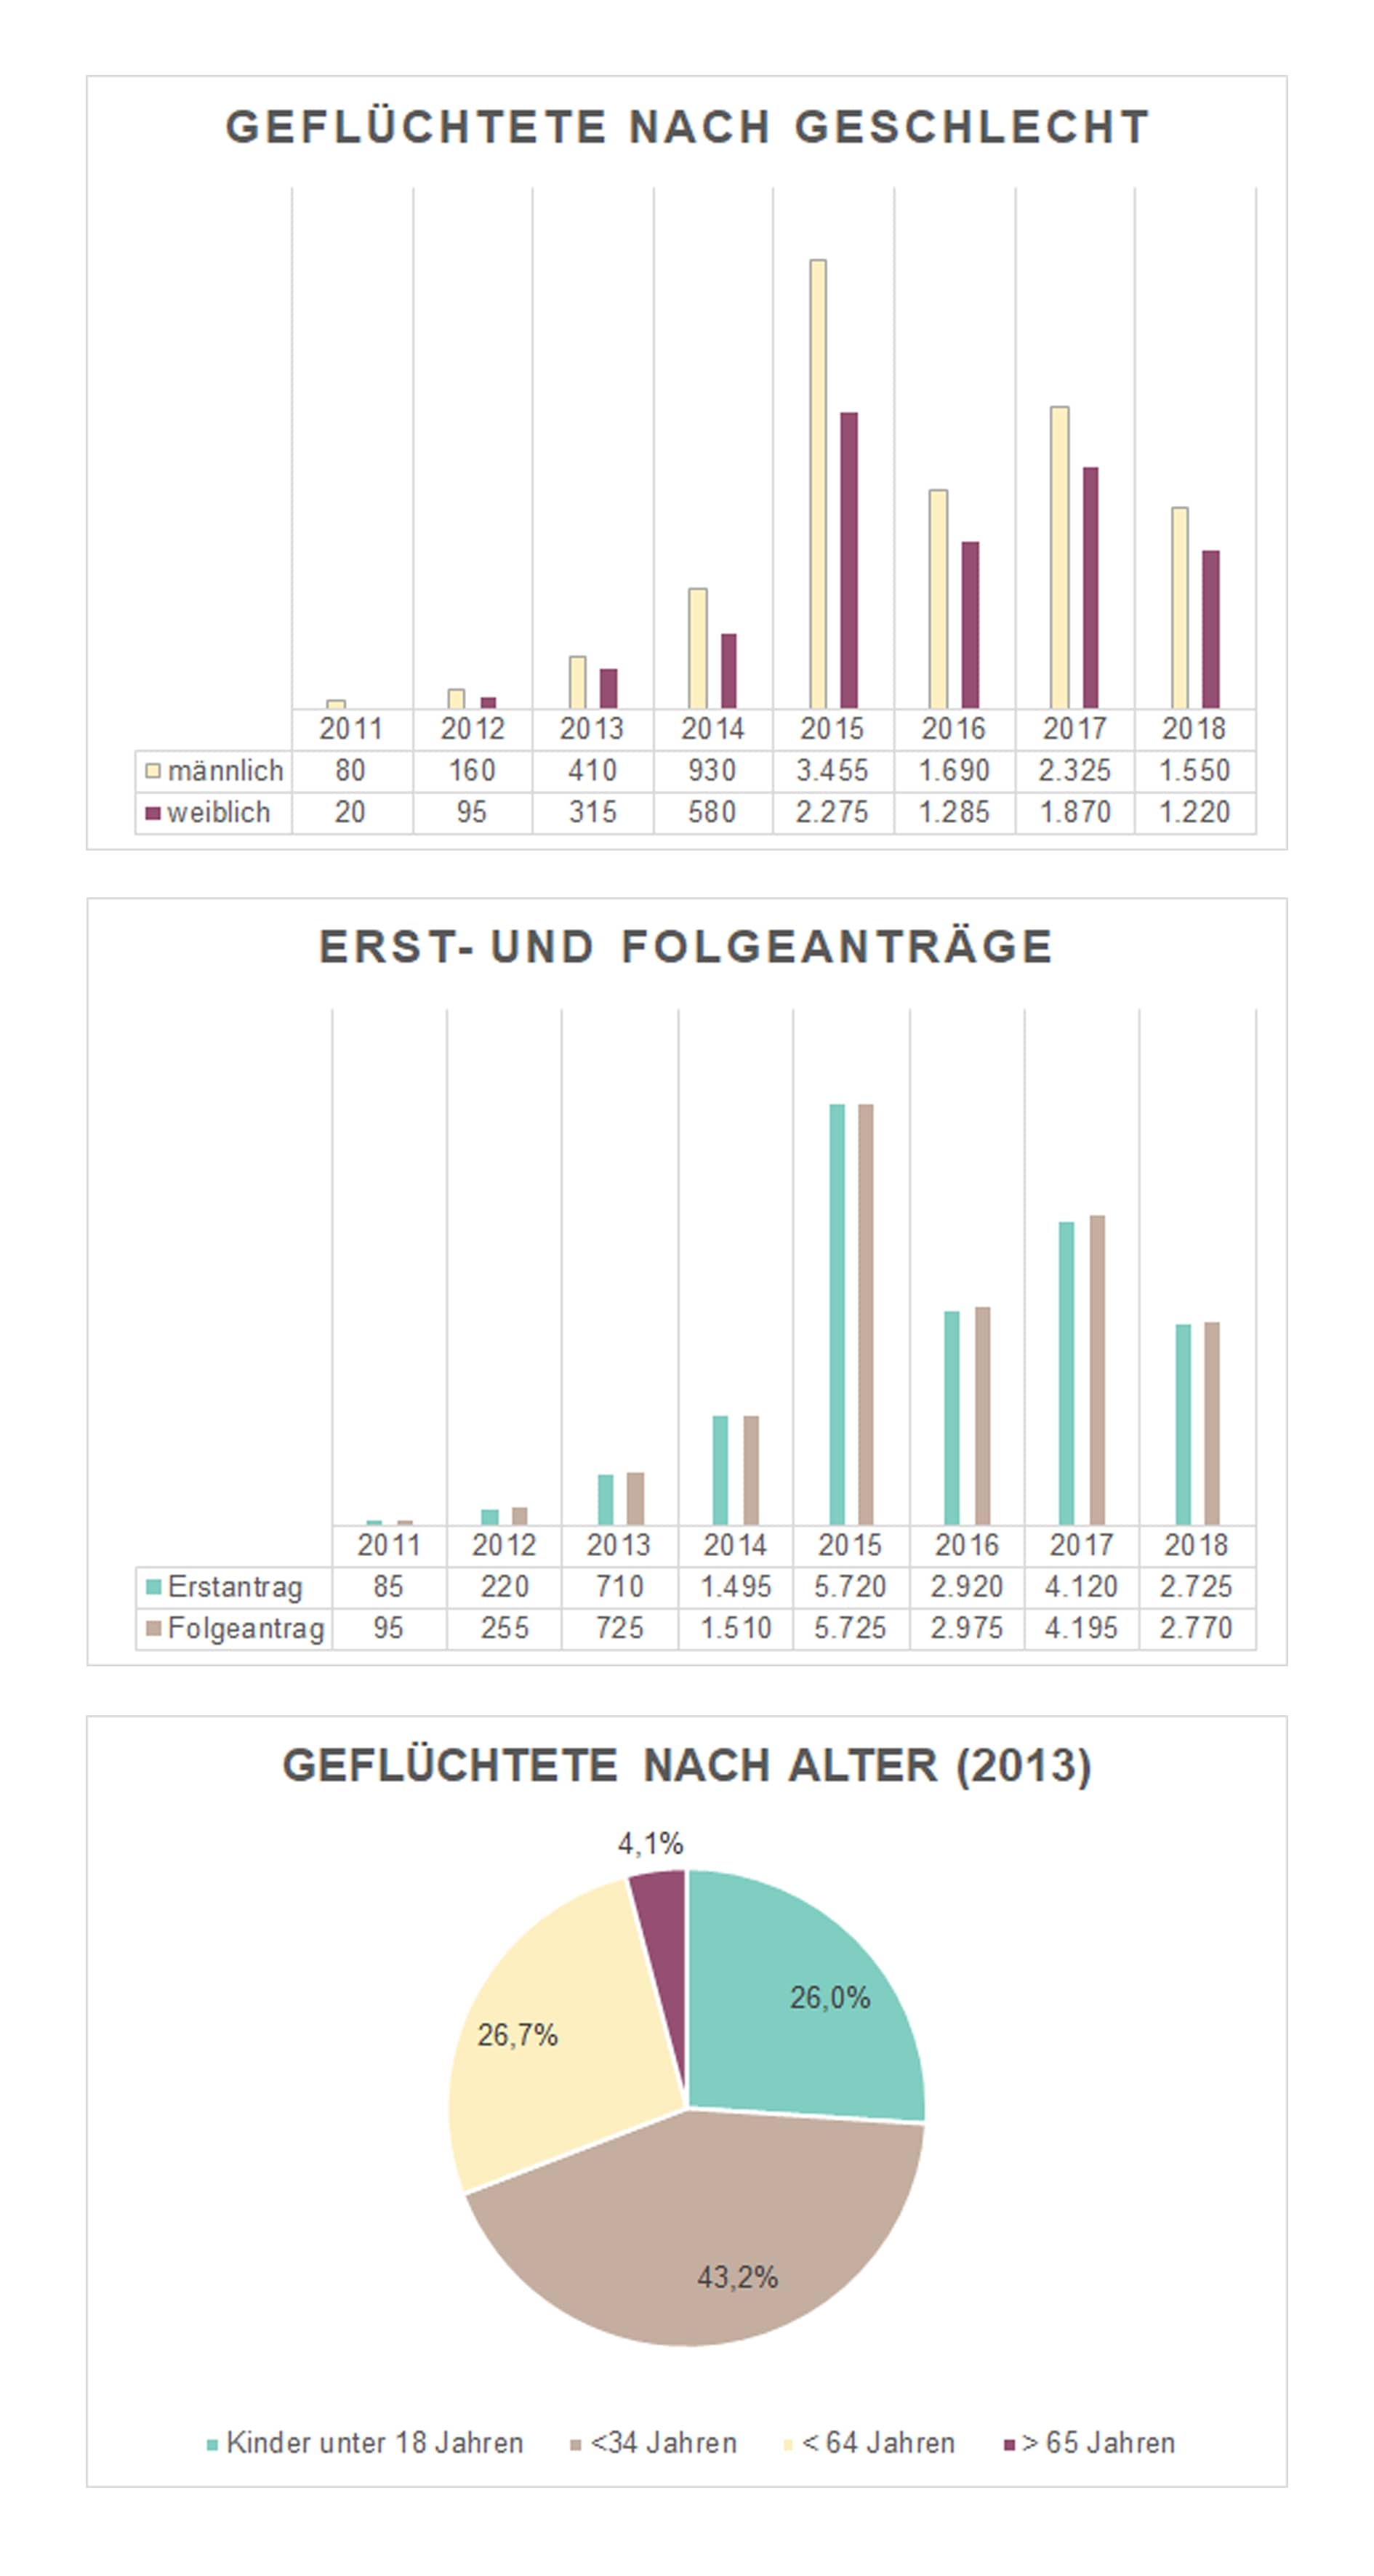 GEFLÜCHTETE NACH GESCHLECHT
2011 2012 2013 2014 2015 2016 2017 2018
männlich 80 160 410 930 3.455 1.690 2.325 1.550
weiblich 20 95 315 580 2.275 1.285 1.870 1.220
ERST- UND FOLGEANTRÄGE
2011 2012 2013 2014 2015 2016 2017 2018
Erstantrag 85 220 710 1.495 5.720 2.920 4.120 2.725
Folgeantrag 95 255 725 1.510 5.725 2.975 4.195 2.770
GEFLÜCHTETE NACH ALTER (2013)
4,1%
26,0%
26,7%
43,2%
Kinder unter 18 Jahren <34 Jahren < 64 Jahren > 65 Jahren